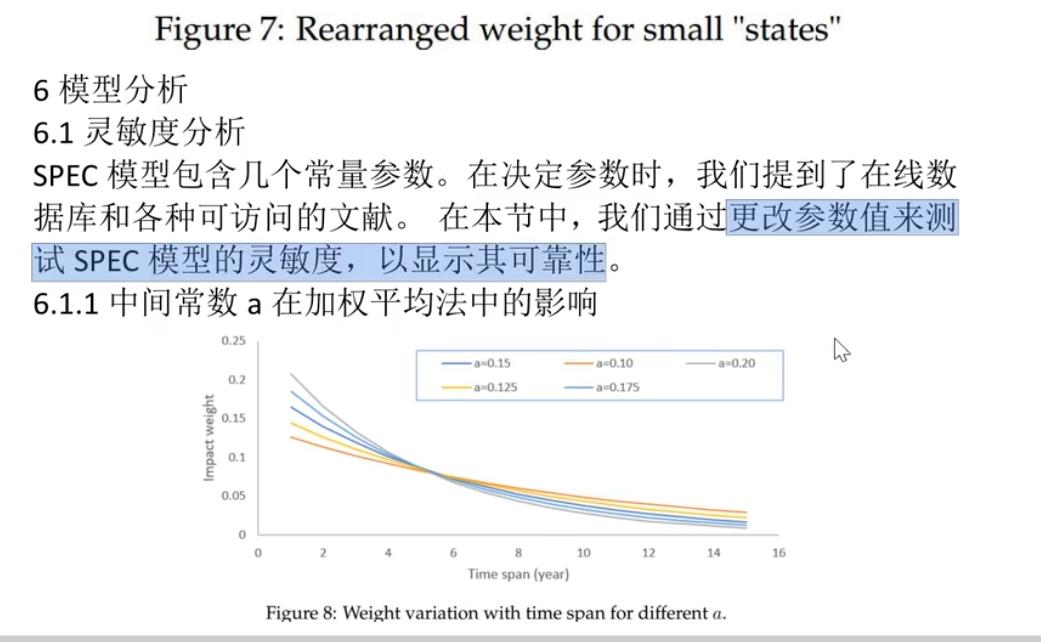 Figure 7: Rearranged weight for small "states"
6 模型分析
6.1 灵敏度分析
SPEC 模型包含几个常量参数。在决定参数时，我们提到了在线数
据库和各种可访问的文献。 在本节中，我们通过更改参数值来测
试 SPEC 模型的灵敏度，以显示其可靠性。
6.1.1 中间常数 a 在加权平均法中的影响
0.25
0.2
0.15
0.1
0.05
0
Impact weight
a=0.15 a=0.10 a=0.20
a=0.125 a=0.175
0 2 4 6 8 10 12 14 16
Time span (year)
Figure 8: Weight variation with time span for different a.